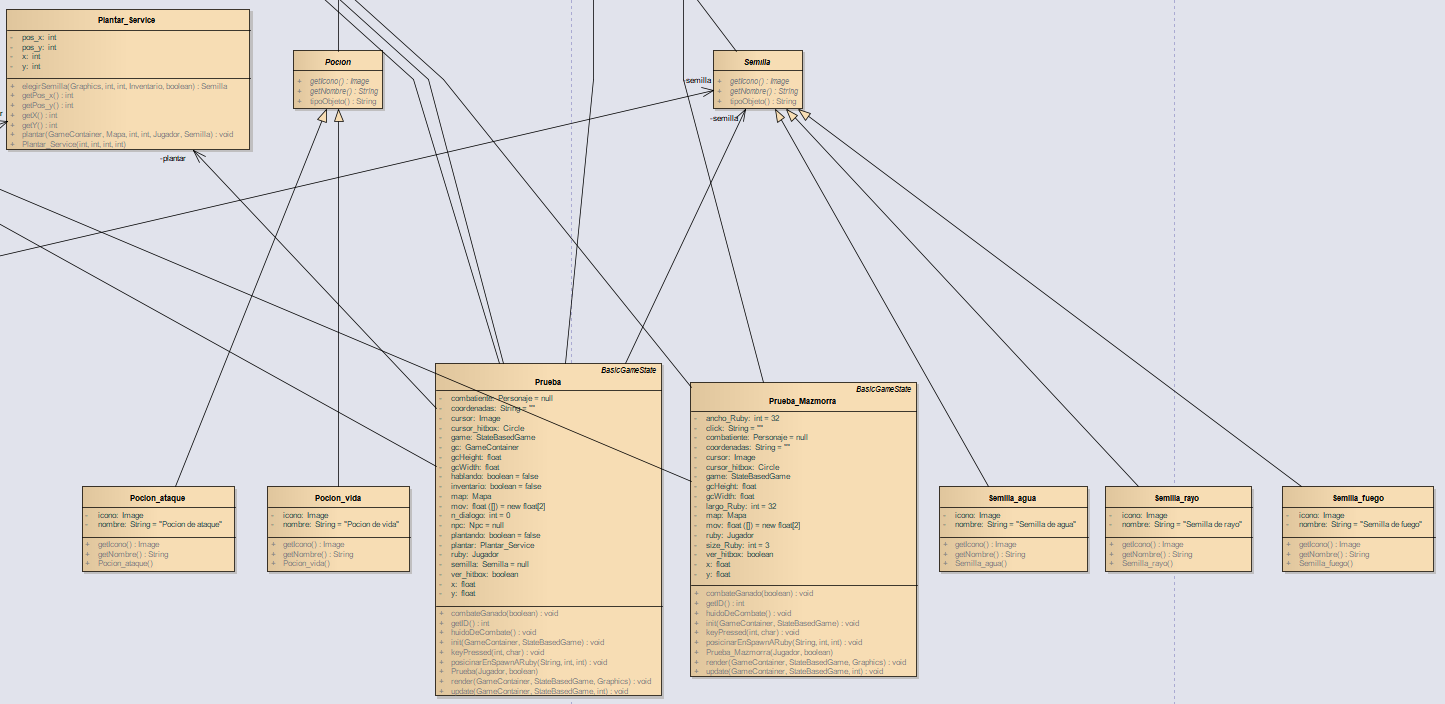 Plantar_Service
- pos_x: int
- pos_y: int
- x: int
- y: int
+ elegirSemilla(Graphics, int, int, Inventario, boolean) : Semilla
+ getPos_x() : int
+ getPos_y() : int
+ getX() : int
+ getY() : int
+ plantar(GameContainer, Mapa, int, int, Jugador, Semilla) : void
+ Plantar_Service(int, int, int, int)
r
-plantar
Pocion
+ getIcono() : Image
+ getNombre() : String
+ tipoObjeto() : String
-semilla
-semilla
Semilla
+ getIcono() : Image
+ getNombre() : String
+ tipoObjeto() : String
Pocion_ataque
- icono: Image
- nombre: String = "Pocion de ataque"
+ getIcono() : Image
+ getNombre() : String
+ Pocion_ataque()
Pocion_vida
- icono: Image
- nombre: String = "Pocion de vida"
+ getIcono() : Image
+ getNombre() : String
+ Pocion_vida()
BasicGameState
Prueba
- combatiente: Personaje = null
- coordenadas: String = ""
- cursor: Image
- cursor_hitbox: Circle
- game: StateBasedGame
- gc: GameContainer
- gcHeight: float
- gcWidth: float
- hablando: boolean = false
- inventario: boolean = false
- map: Mapa
- mov: float ([]) = new float[2]
- n_dialogo: int = 0
- npc: Npc = null
- plantando: boolean = false
- plantar: Plantar_Service
- ruby: Jugador
- semilla: Semilla = null
- ver_hitbox: boolean
- x: float
- y: float
+ combateGanado(boolean) : void
+ getID() : int
+ huidoDeCombate() : void
+ init(GameContainer, StateBasedGame) : void
+ keyPressed(int, char) : void
+ posicinarEnSpawnARuby(String, int, int) : void
+ Prueba(Jugador, boolean)
+ render(GameContainer, StateBasedGame, Graphics) : void
+ update(GameContainer, StateBasedGame, int) : void
BasicGameState
Prueba_Mazmorra
- ancho_Ruby: int = 32
- click: String = ""
- combatiente: Personaje = null
- coordenadas: String = ""
- cursor: Image
- cursor_hitbox: Circle
- game: StateBasedGame
- gcHeight: float
- gcWidth: float
- largo_Ruby: int = 32
- map: Mapa
- mov: float ([]) = new float[2]
- ruby: Jugador
- size_Ruby: int = 3
- ver_hitbox: boolean
- x: float
- y: float
+ combateGanado(boolean) : void
+ getID() : int
+ huidoDeCombate() : void
+ init(GameContainer, StateBasedGame) : void
+ keyPressed(int, char) : void
+ posicinarEnSpawnARuby(String, int, int) : void
+ Prueba_Mazmorra(Jugador, boolean)
+ render(GameContainer, StateBasedGame, Graphics) : void
+ update(GameContainer, StateBasedGame, int) : void
Semilla_agua
- icono: Image
- nombre: String = "Semilla de agua"
+ getIcono() : Image
+ getNombre() : String
+ Semilla_agua()
Semilla_rayo
- icono: Image
- nombre: String = "Semilla de rayo"
+ getIcono() : Image
+ getNombre() : String
+ Semilla_rayo()
Semilla_fuego
- icono: Image
- nombre: String = "Semilla de fuego"
+ getIcono() : Image
+ getNombre() : String
+ Semilla_fuego()